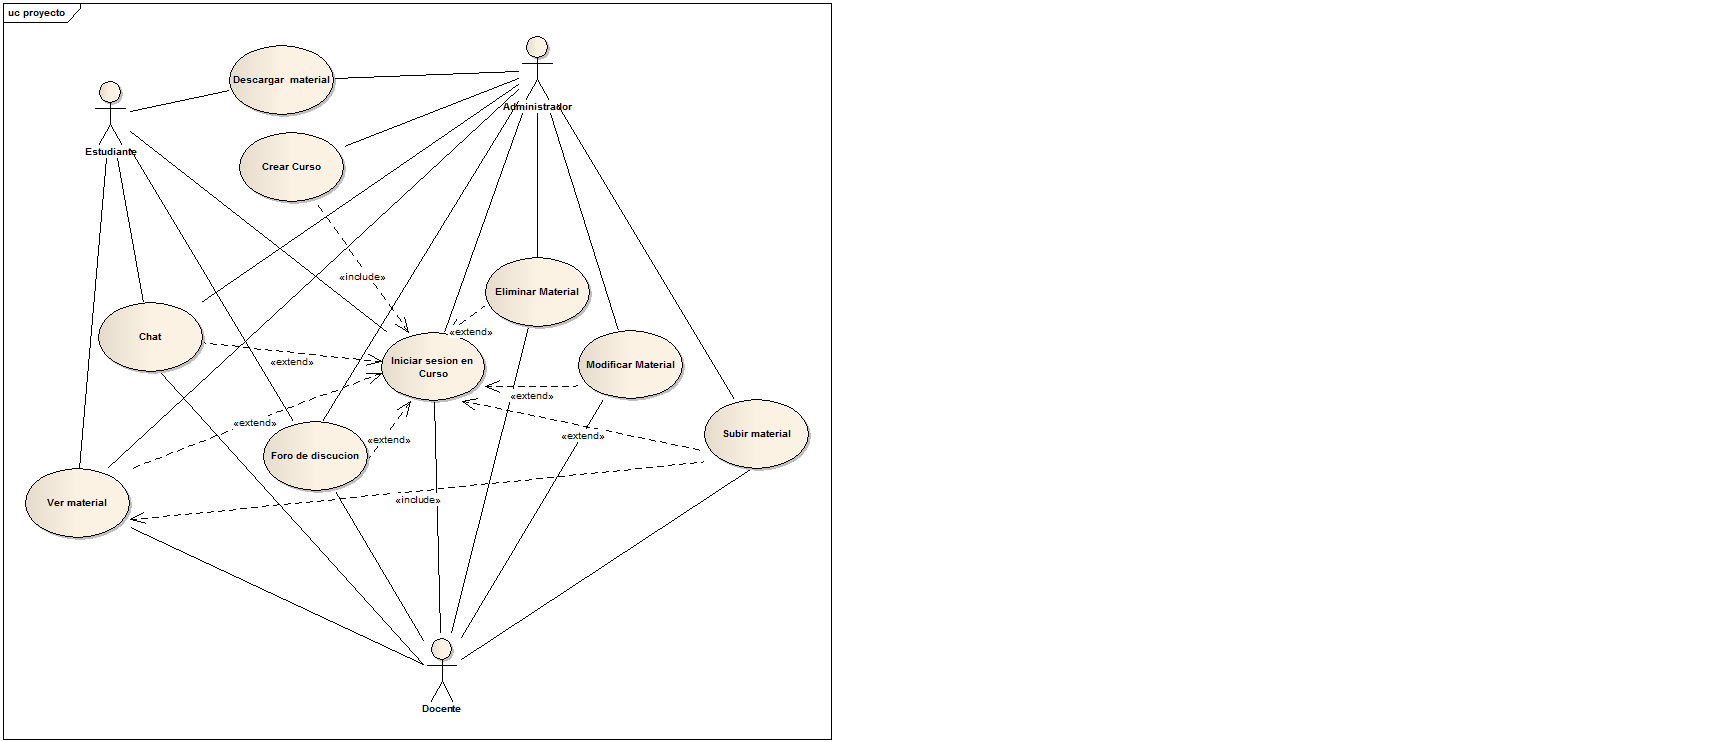 uc proyecto
Descargar  material
Administrador
Estudiante
Crear Curso
«include»
Eliminar Material
«extend»
Chat
«extend»
Iniciar sesion en
Curso
Modificar Material
«extend»
«extend»
«extend»
«extend»
Subir material
Foro de discucion
Ver material
«include»
Docente